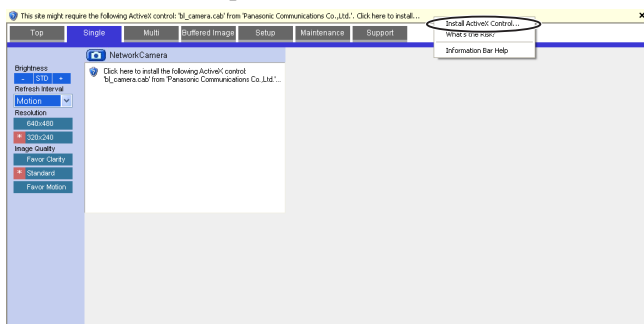 This site might require the following ActiveX control: 'bl_camera.cab' from 'Panasonic Communications Co.,Ltd.'. Click here to install...
Install ActiveX Control...
What's the Risk?
Information Bar Help
Top Single Multi Buffered Image Setup Maintenance Support
NetworkCamera
Click here to install the following ActiveX control:
'bl_camera.cab' from 'Panasonic Communications Co.,Ltd.'...
Brightness
- STD +
Refresh Interval
Motion
Resolution
640x480
* 320x240
Image Quality
Favor Clarity
* Standard
Favor Motion